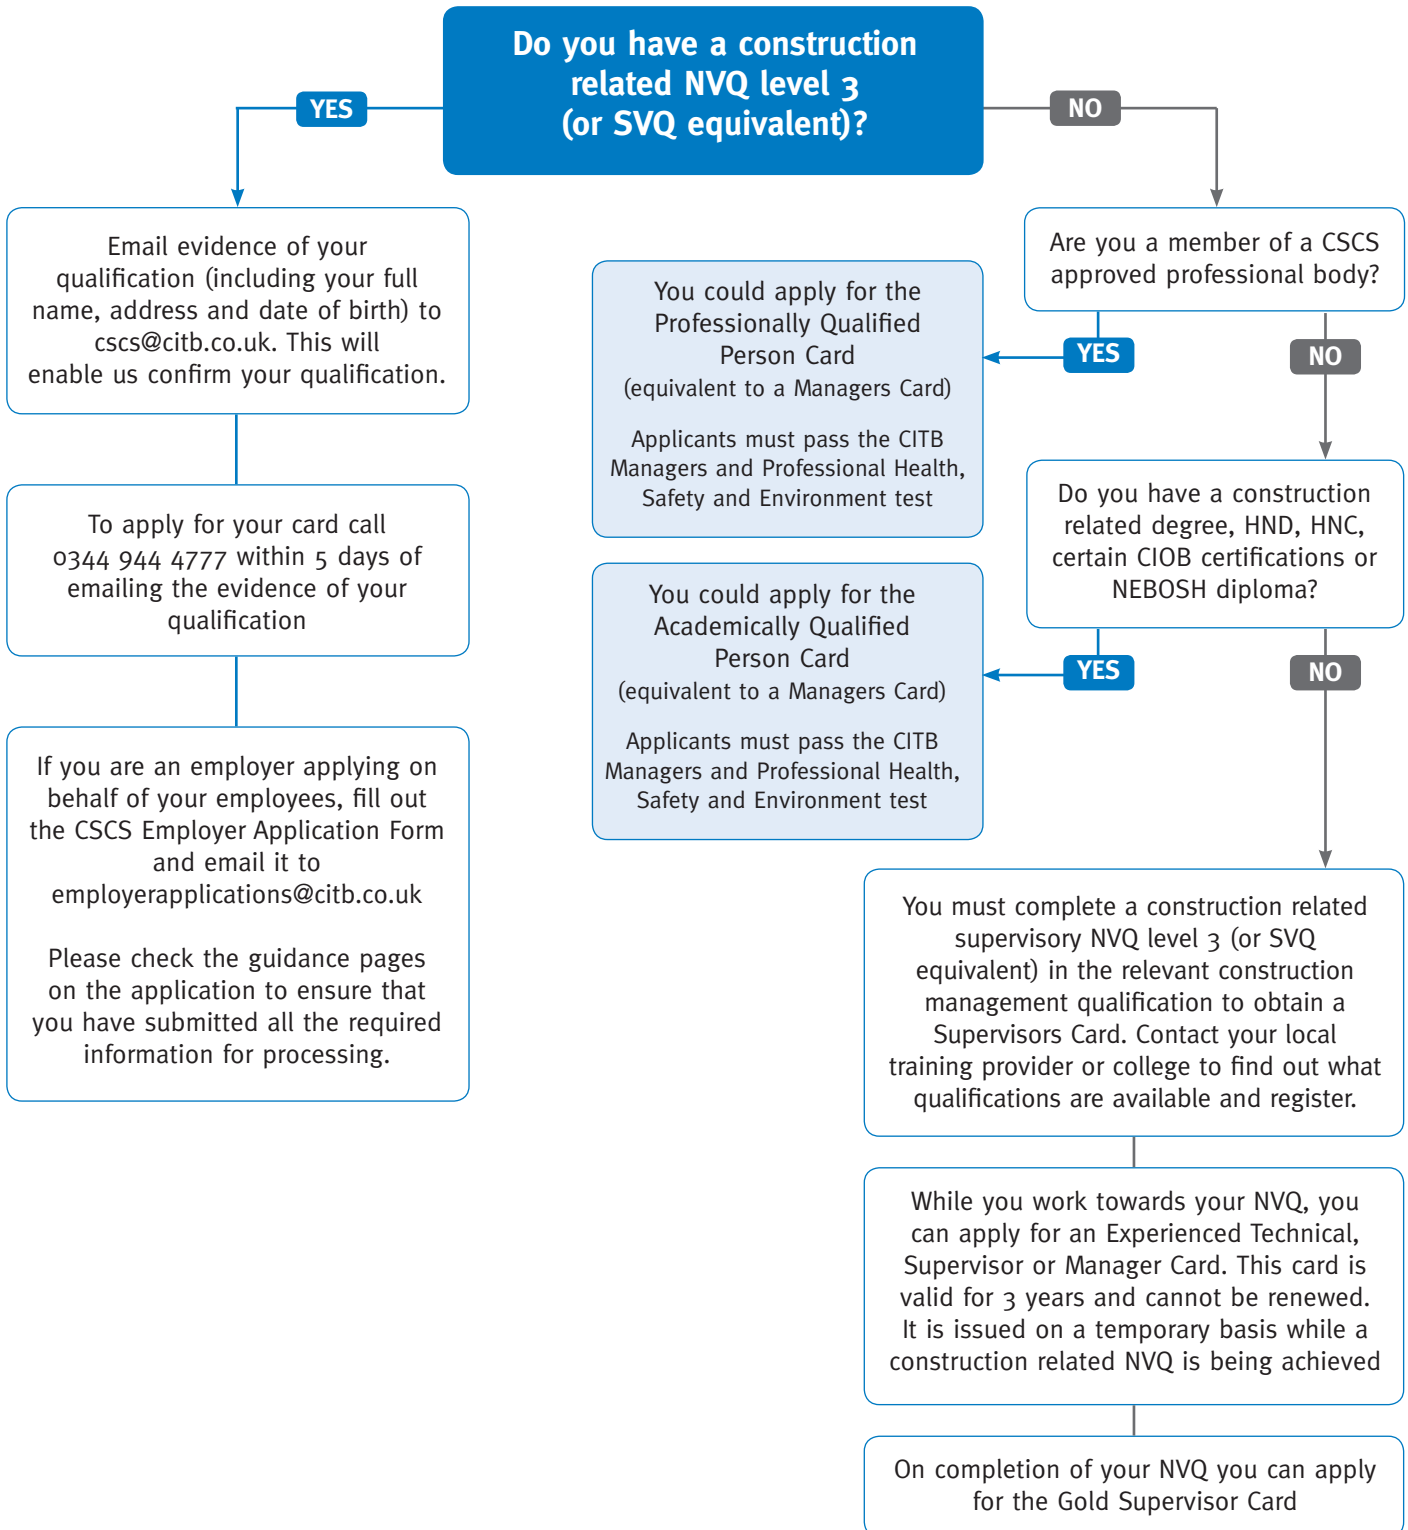 Do you have a construction
related NVQ level 3
(or SVQ equivalent)?
YES
NO
Email evidence of your
qualification (including your full
name, address and date of birth) to
cscs@citb.co.uk. This will
enable us confirm your qualification.
To apply for your card call
0344 944 4777 within 5 days of
emailing the evidence of your
qualification
If you are an employer applying on
behalf of your employees, fill out
the CSCS Employer Application Form
and email it to
employerapplications@citb.co.uk
Please check the guidance pages
on the application to ensure that
you have submitted all the required
information for processing.
Are you a member of a CSCS
approved professional body?
YES
NO
You could apply for the
Professionally Qualified
Person Card
(equivalent to a Managers Card)
Applicants must pass the CITB
Managers and Professional Health,
Safety and Environment test
Do you have a construction
related degree, HND, HNC,
certain CIOB certifications or
NEBOSH diploma?
YES
NO
You could apply for the
Academically Qualified
Person Card
(equivalent to a Managers Card)
Applicants must pass the CITB
Managers and Professional Health,
Safety and Environment test
You must complete a construction related
supervisory NVQ level 3 (or SVQ
equivalent) in the relevant construction
management qualification to obtain a
Supervisors Card. Contact your local
training provider or college to find out what
qualifications are available and register.
While you work towards your NVQ, you
can apply for an Experienced Technical,
Supervisor or Manager Card. This card is
valid for 3 years and cannot be renewed.
It is issued on a temporary basis while a
construction related NVQ is being achieved
On completion of your NVQ you can apply
for the Gold Supervisor Card